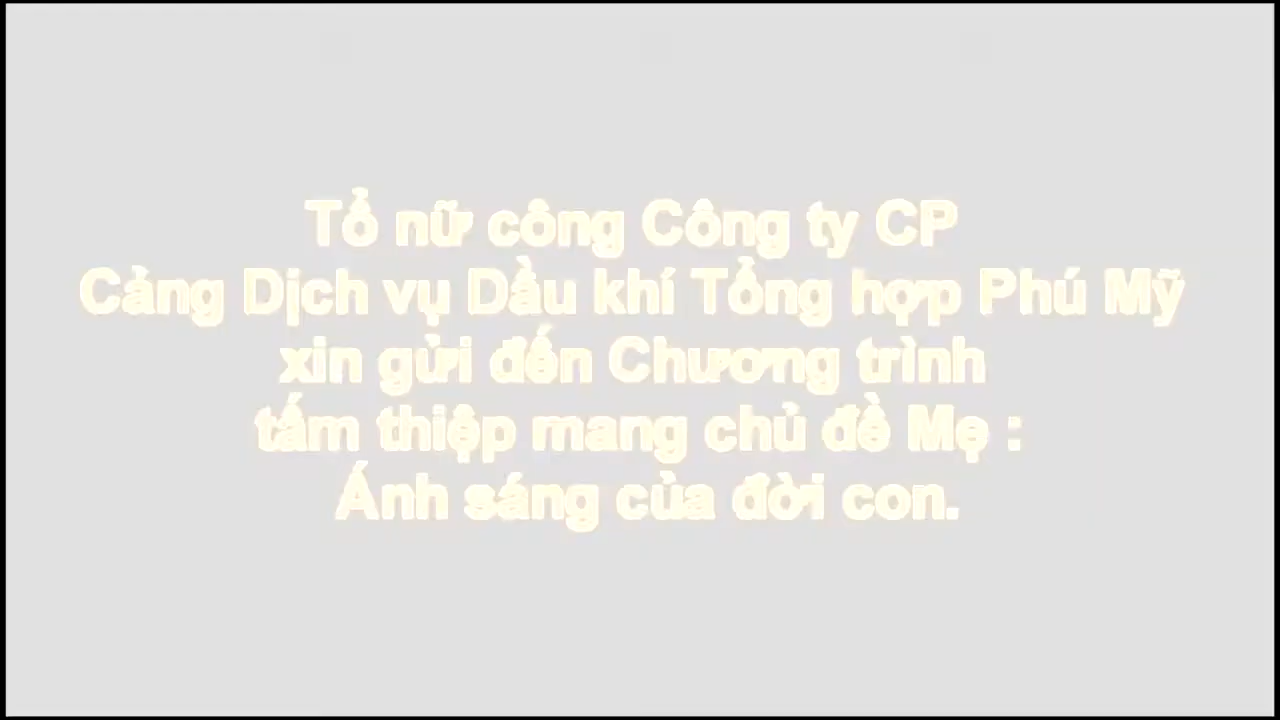 Tổ nữ công Công ty CP
Cảng Dịch vụ Dầu khí Tổng hợp Phú Mỹ
xin gửi đến Chương trình
tấm thiệp mang chủ đề Mẹ :
Ánh sáng của đời con.